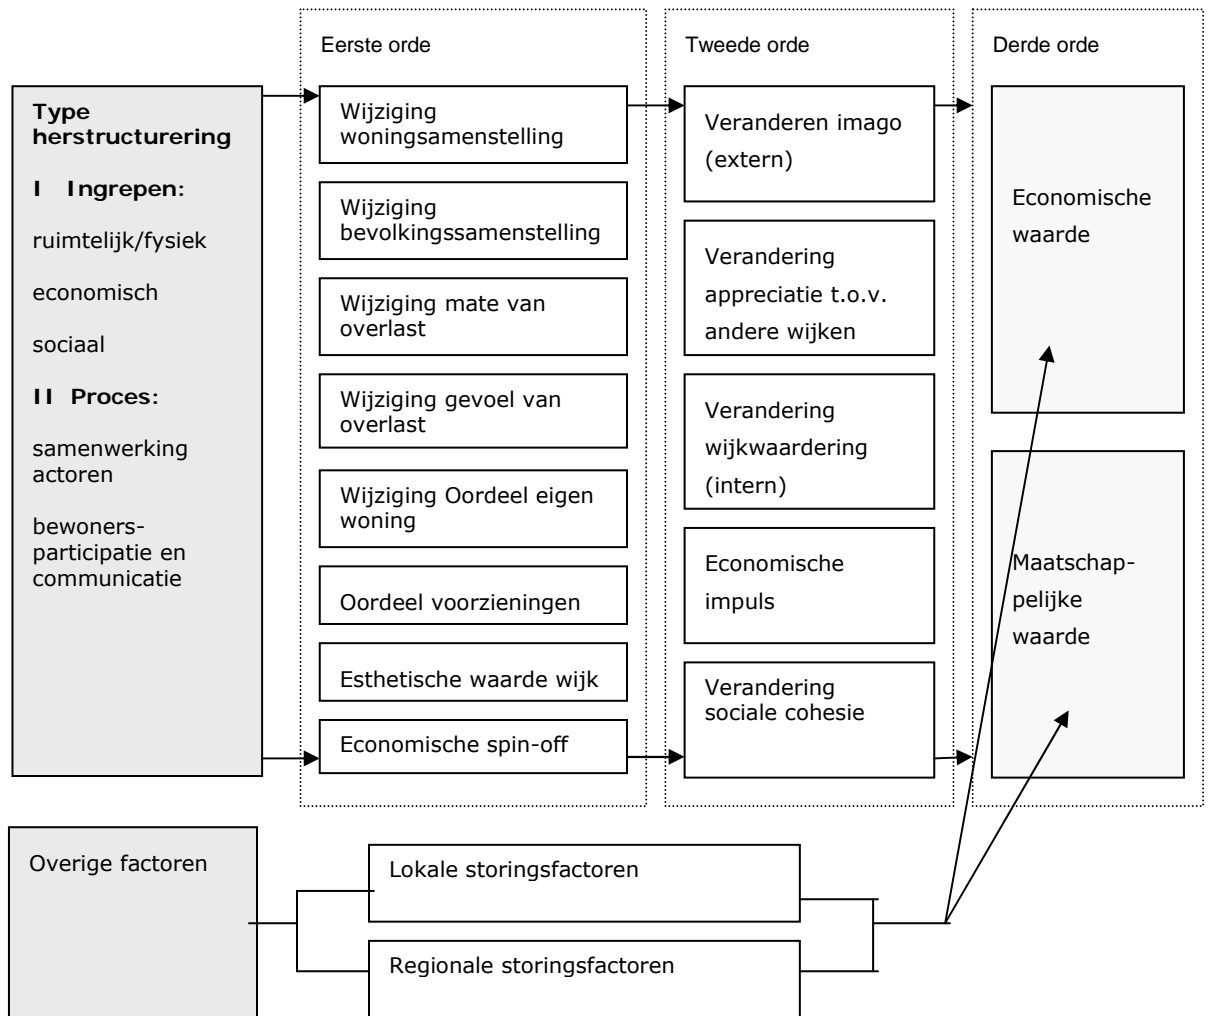 Eerste orde
Tweede orde
Derde orde
Type
herstructurering
I Ingrepen:
ruimtelijk/fysiek
economisch
sociaal
II Proces:
samenwerking
actoren
bewoners-
participatie en
communicatie
Wijziging
woningsamenstelling
Wijziging
bevolkingssamenstelling
Wijziging mate van
overlast
Wijziging gevoel van
overlast
Wijziging Oordeel eigen
woning
Oordeel voorzieningen
Esthetische waarde wijk
Economische spin-off
Veranderen imago
(extern)
Verandering
appreciatie t.o.v.
andere wijken
Verandering
wijkwaardering
(intern)
Economische
impuls
Verandering
sociale cohesie
Economische
waarde
Maatschap-
pelijke
waarde
Overige factoren
Lokale storingsfactoren
Regionale storingsfactoren